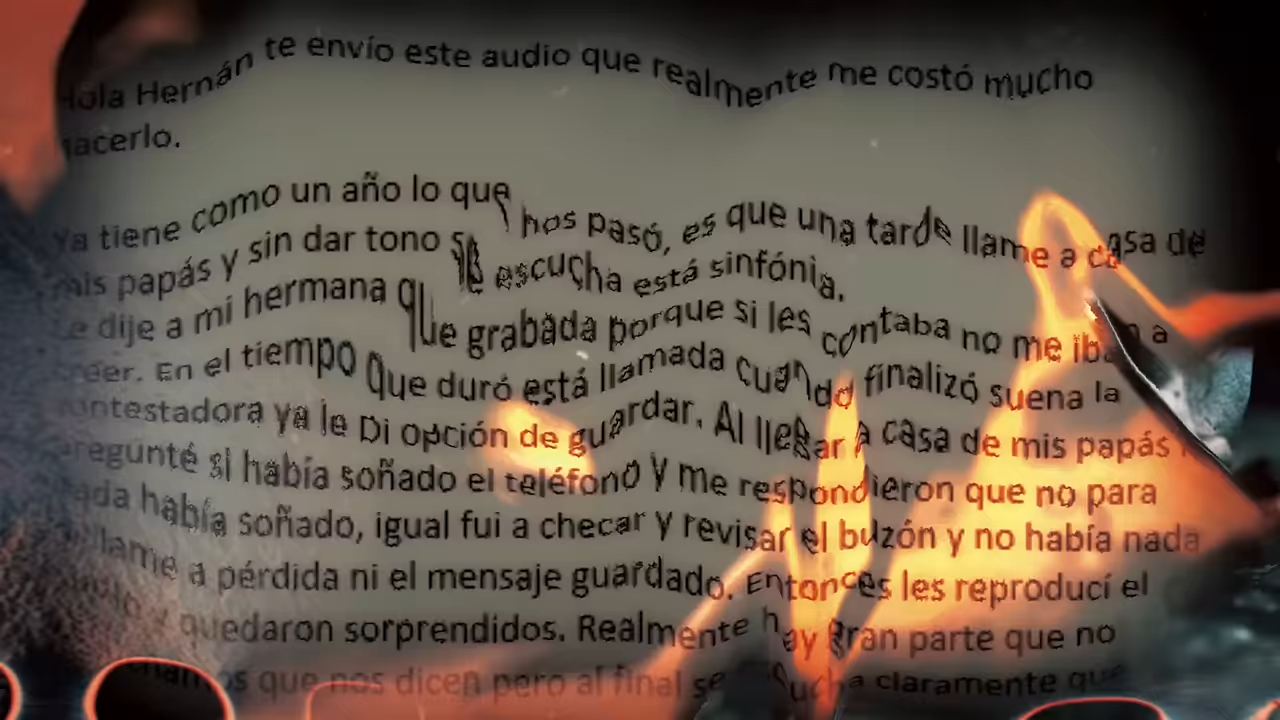 Hola Hernán te envío este audio que realmente me costó mucho
hacerlo.
Ya tiene como un año lo que nos pasó, es que una tarde llame a casa de
mis papás y sin dar tono se escucha está sinfónia.
Le dije a mi hermana que grabada porque si les contaba no me iban a
creer. En el tiempo que duró está llamada cuando finalizó suena la
contestadora ya le Di opción de guardar. Al llegar a casa de mis papás
pregunté si había soñado el teléfono y me respondieron que no para
nada había soñado, igual fui a checar y revisar el buzón y no había nada
llame a pérdida ni el mensaje guardado. Entonces les reproducí el
y quedaron sorprendidos. Realmente hay gran parte que no
que nos dicen pero al final se escucha claramente que